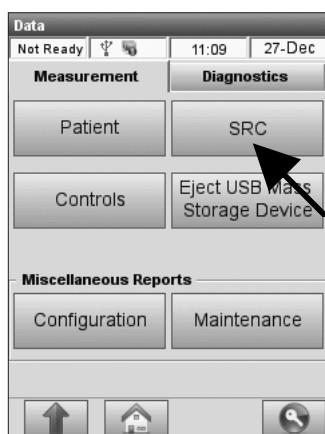 Data
Not Ready 11:09 27-Dec
Measurement Diagnostics
Patient SRC
Controls Eject USB Mass
Storage Device
Miscellaneous Reports
Configuration Maintenance